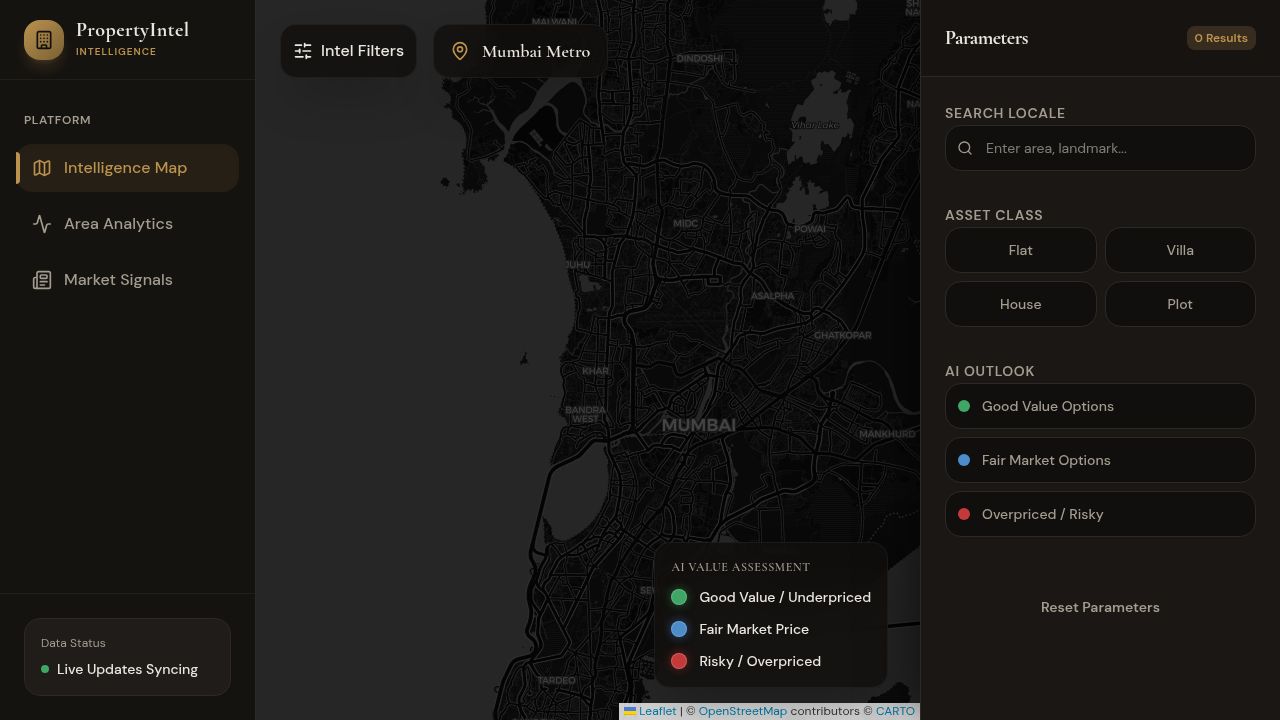 PropertyIntel
INTELLIGENCE
PLATFORM
Intelligence Map
Area Analytics
Market Signals
Data Status
Live Updates Syncing
Intel Filters
Mumbai Metro
MALWANI
DINDOSHI
Vihar Lake
MIDC
POWAI
JUHU
ASALPHA
GHATKOPAR
KHAR
BANDRA
WEST
MUMBAI
MANKHURD
TARDEO
AI VALUE ASSESSMENT
Good Value / Underpriced
Fair Market Price
Risky / Overpriced
Leaflet | © OpenStreetMap contributors © CARTO
Parameters
0 Results
SEARCH LOCALE
Enter area, landmark...
ASSET CLASS
Flat
Villa
House
Plot
AI OUTLOOK
Good Value Options
Fair Market Options
Overpriced / Risky
Reset Parameters